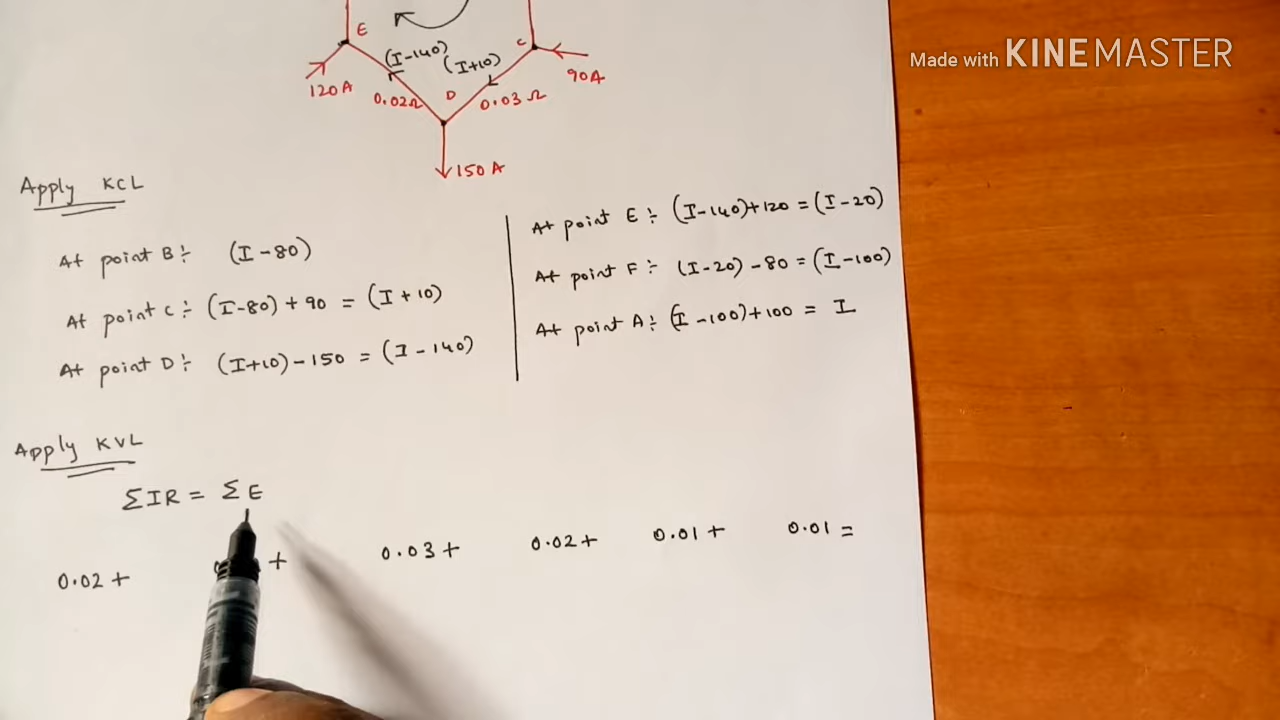 Made with KINEMASTER
E
(I-140)
(I+10)
C
120A
0.02Ω
D
0.03 Ω
90A
150 A
Apply KCL
At point B÷ (I-80)
At point C÷ (I-80)+90 = (I+10)
At point D÷ (I+10)-150 = (I-140)
At point E÷ (I-140)+120 = (I-20)
At point F÷ (I-20)-80 = (I-100)
At point A÷ (I-100)+100 = I
Apply KVL
ΣIR = ΣE
0.02+ + 0.03+ 0.02+ 0.01+ 0.01=